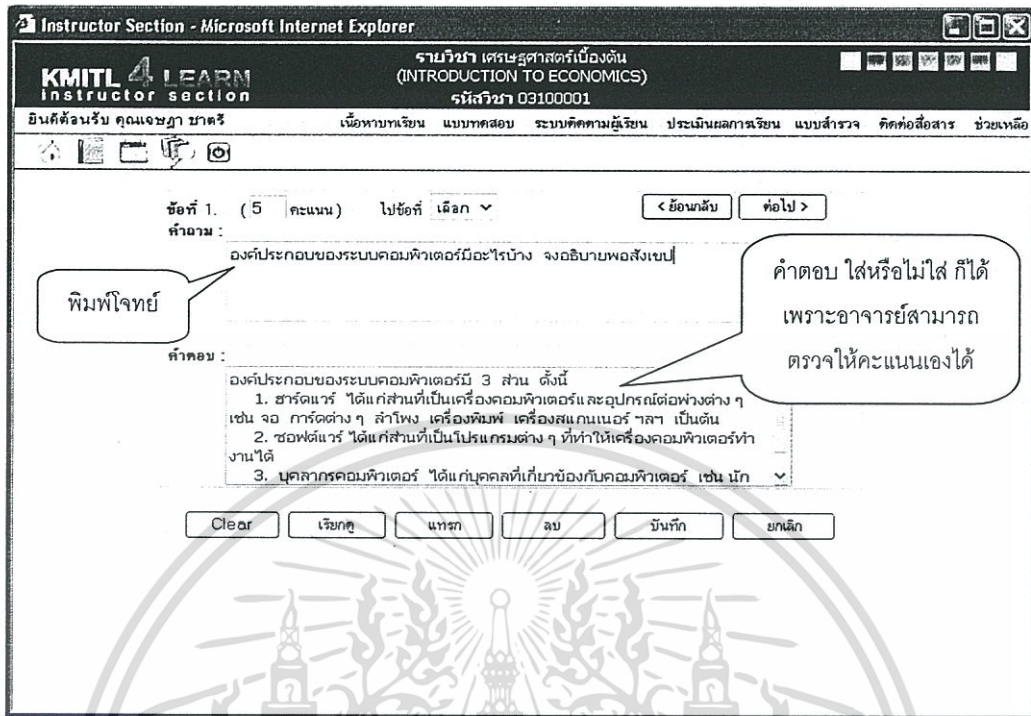 Instructor Section - Microsoft Internet Explorer
KMITL 4 LEARN
instructor section
รายวิชา เศรษฐศาสตร์เบื้องต้น
(INTRODUCTION TO ECONOMICS)
รหัสวิชา 03100001
ยินดีต้อนรับ คุณเจษฎา ชาตรี
เนื้อหาบทเรียน แบบทดสอบ ระบบติดตามผู้เรียน ประเมินผลการเรียน แบบสำรวจ ติดต่อสื่อสาร ช่วยเหลือ
ข้อที่ 1. ( 5 คะแนน ) ไปข้อที่ เลือก < ย้อนกลับ ต่อไป >
คำถาม :
องค์ประกอบของระบบคอมพิวเตอร์มีอะไรบ้าง จงอธิบายพอสังเขป
พิมพ์โจทย์
คำตอบ ใส่หรือไม่ใส่ ก็ได้
เพราะอาจารย์สามารถ
ตรวจให้คะแนนเองได้
คำตอบ :
องค์ประกอบของระบบคอมพิวเตอร์มี 3 ส่วน ดังนี้
1. ฮาร์ดแวร์ ได้แก่ส่วนที่เป็นเครื่องคอมพิวเตอร์และอุปกรณ์ต่อพ่วงต่าง ๆ
เช่น จอ การ์ดต่าง ๆ ลำโพง เครื่องพิมพ์ เครื่องสแกนเนอร์ ฯลฯ เป็นต้น
2. ซอฟต์แวร์ ได้แก่ส่วนที่เป็นโปรแกรมต่าง ๆ ที่ทำให้เครื่องคอมพิวเตอร์ทำ
งานได้
3. บุคลากรคอมพิวเตอร์ ได้แก่บุคคลที่เกี่ยวข้องกับคอมพิวเตอร์ เช่น นัก
Clear เรียกดู แทรก ลบ บันทึก ยกเลิก